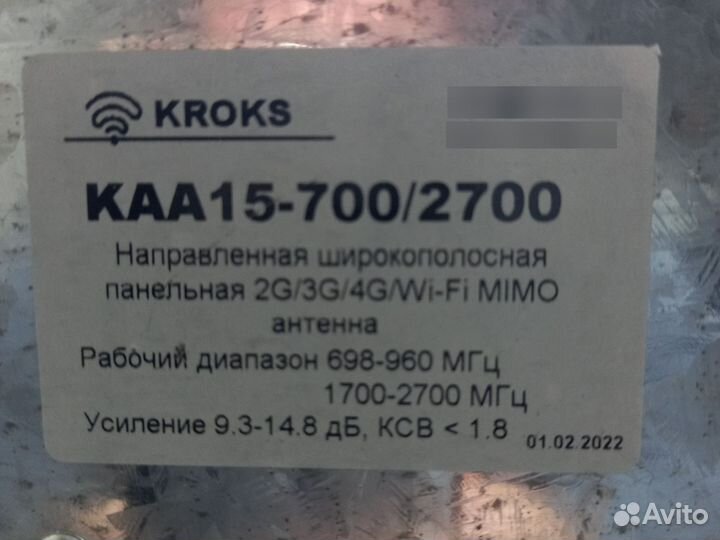 KROKS
КАА15-700/2700
Направленная широкополосная
панельная 2G/3G/4G/Wi-Fi MIMO
антенна
Рабочий диапазон 698-960 МГц
1700-2700 МГц
Усиление 9.3-14.8 дБ, КСВ < 1.8
01.02.2022
Avito